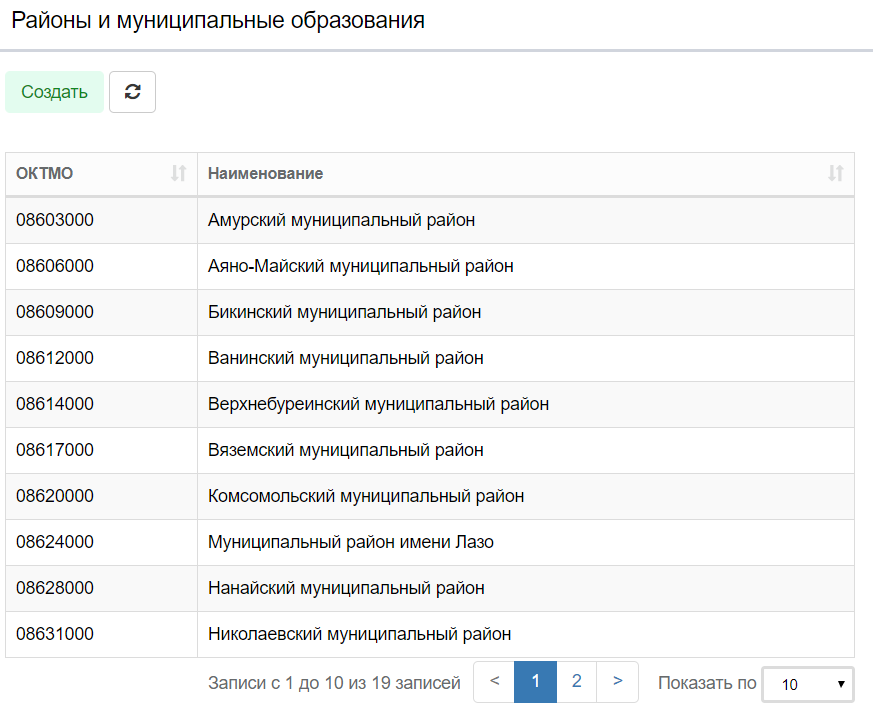 Районы и муниципальные образования
Создать
ОКТМО Наименование
08603000 Амурский муниципальный район
08606000 Аяно-Майский муниципальный район
08609000 Бикинский муниципальный район
08612000 Ванинский муниципальный район
08614000 Верхнебуреинский муниципальный район
08617000 Вяземский муниципальный район
08620000 Комсомольский муниципальный район
08624000 Муниципальный район имени Лазо
08628000 Нанайский муниципальный район
08631000 Николаевский муниципальный район
Записи с 1 до 10 из 19 записей < 1 2 > Показать по 10